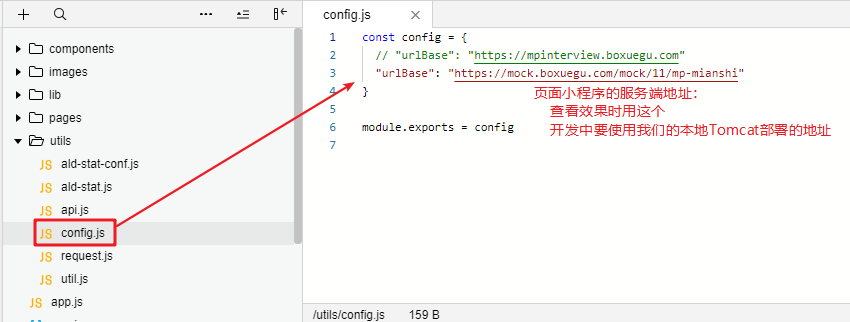 components
images
lib
pages
utils
JS ald-stat-conf.js
JS ald-stat.js
JS api.js
JS config.js
JS request.js
JS util.js
JS app.js
config.js
1 const config = {
2 // "urlBase": "https://mpinterview.boxuegu.com"
3 "urlBase": "https://mock.boxuegu.com/mock/11/mp-mianshi"
4 }
5
6 module.exports = config
7
页面小程序的服务端地址:
查看效果时用这个
开发中要使用我们的本地Tomcat部署的地址
/utils/config.js 159 B